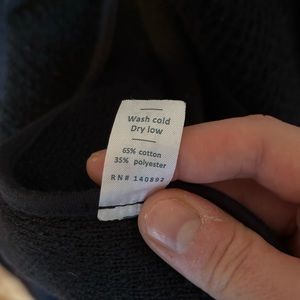 Wash cold
Dry low
65% cotton
35% polyester
RN# 140892